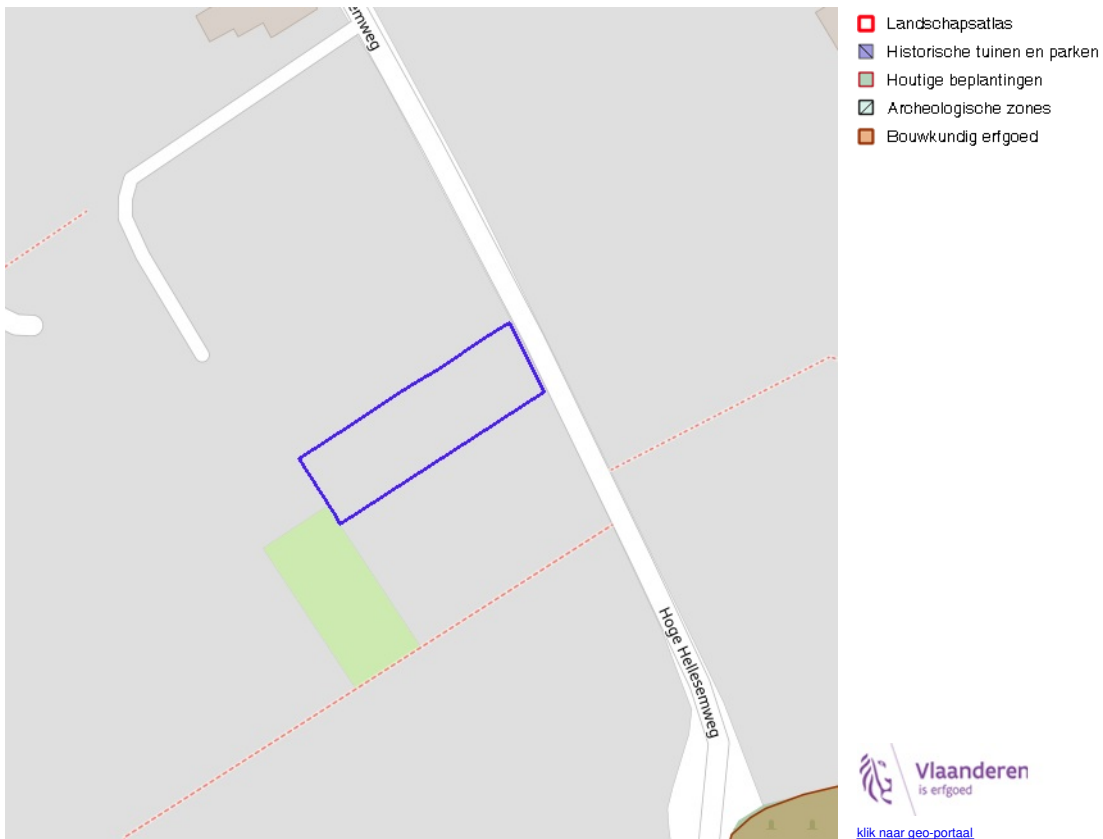 emweg
Hoge Hellesemweg
Landschapsatlas
Historische tuinen en parken
Houtige beplantingen
Archeologische zones
Bouwkundig erfgoed
Vlaanderen
is erfgoed
klik naar geo-portaal